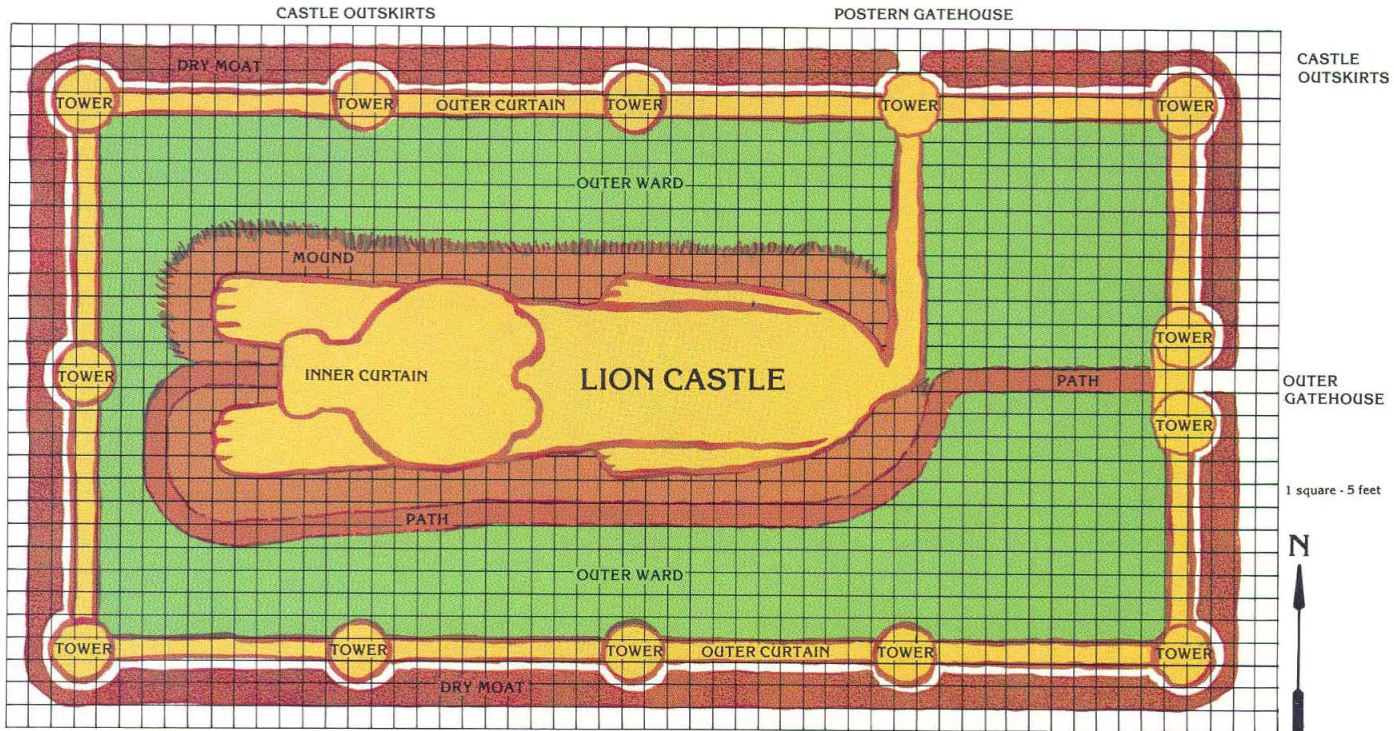 CASTLE OUTSKIRTS
POSTERN GATEHOUSE
CASTLE
OUTSKIRTS
DRY MOAT
TOWER
TOWER
OUTER CURTAIN
TOWER
TOWER
TOWER
OUTER WARD
MOUND
TOWER
TOWER
INNER CURTAIN
LION CASTLE
PATH
OUTER
GATEHOUSE
TOWER
1 square - 5 feet
PATH
N
OUTER WARD
TOWER
TOWER
TOWER
OUTER CURTAIN
TOWER
TOWER
DRY MOAT